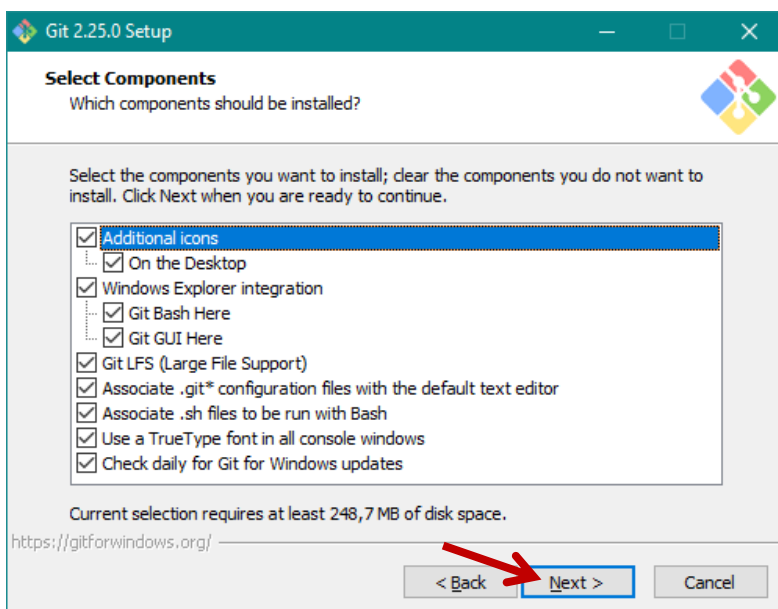 Git 2.25.0 Setup
Select Components
Which components should be installed?
Select the components you want to install; clear the components you do not want to
install. Click Next when you are ready to continue.
Additional icons
On the Desktop
Windows Explorer integration
Git Bash Here
Git GUI Here
Git LFS (Large File Support)
Associate .git* configuration files with the default text editor
Associate .sh files to be run with Bash
Use a TrueType font in all console windows
Check daily for Git for Windows updates
Current selection requires at least 248,7 MB of disk space.
https://gitforwindows.org/
< Back
Next >
Cancel